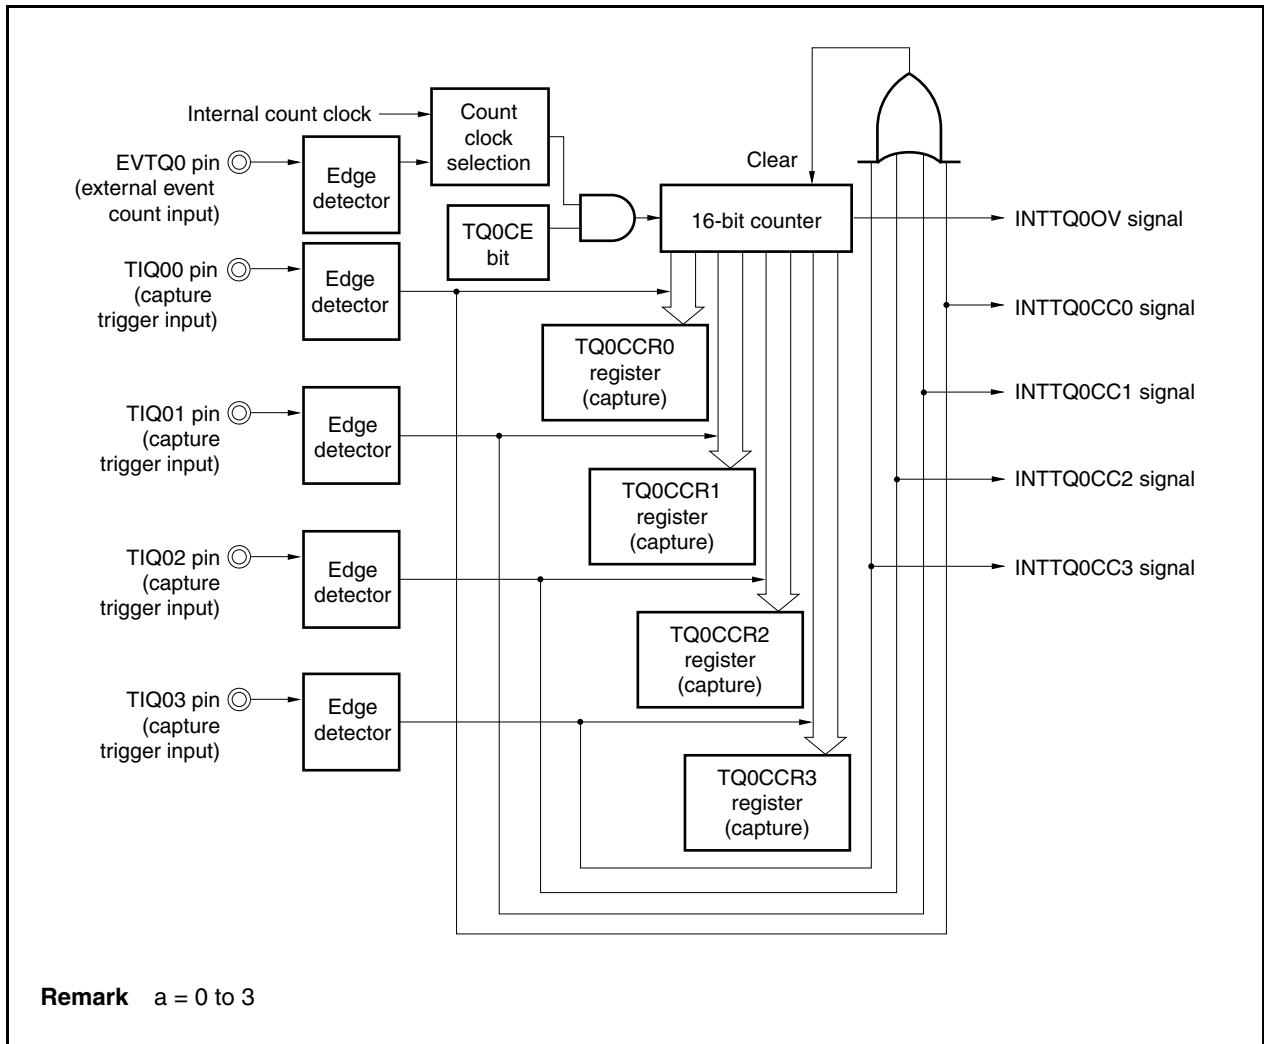 Internal count clock
Count
clock
selection
EVTQ0 pin
(external event
count input)
Edge
detector
Clear
TQ0CE
bit
16-bit counter
INTTQ0OV signal
TIQ00 pin
(capture
trigger input)
Edge
detector
INTTQ0CC0 signal
TQ0CCR0
register
(capture)
INTTQ0CC1 signal
TIQ01 pin
(capture
trigger input)
Edge
detector
TQ0CCR1
register
(capture)
INTTQ0CC2 signal
TIQ02 pin
(capture
trigger input)
Edge
detector
INTTQ0CC3 signal
TQ0CCR2
register
(capture)
TIQ03 pin
(capture
trigger input)
Edge
detector
TQ0CCR3
register
(capture)
Remark a = 0 to 3